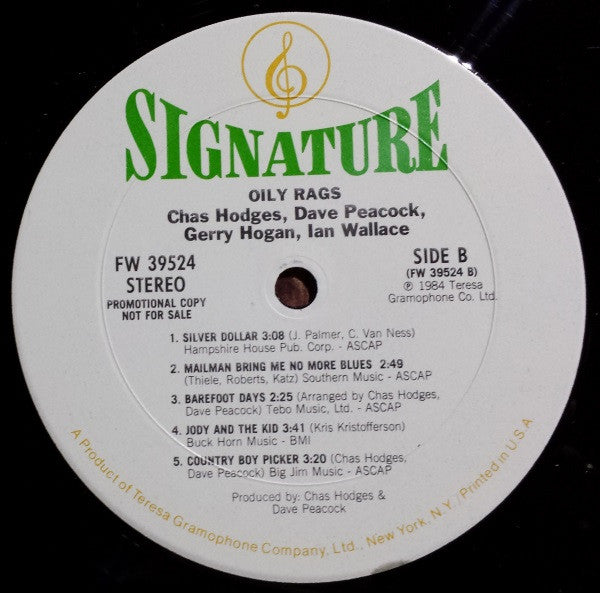 SIGNATURE
OILY RAGS
Chas Hodges, Dave Peacock,
Gerry Hogan, Ian Wallace
FW 39524
STEREO
PROMOTIONAL COPY
NOT FOR SALE
SIDE B
(FW 39524 B)
℗ 1984 Teresa
Gramophone Co. Ltd.
1. SILVER DOLLAR 3:08 (J. Palmer, C. Van Ness)
Hampshire House Pub. Corp. - ASCAP
2. MAILMAN BRING ME NO MORE BLUES 2:49
(Thiele, Roberts, Katz) Southern Music - ASCAP
3. BAREFOOT DAYS 2:25 (Arranged by Chas Hodges,
Dave Peacock) Tebo Music, Ltd. - ASCAP
4. JODY AND THE KID 3:41 (Kris Kristofferson)
Buck Horn Music - BMI
5. COUNTRY BOY PICKER 3:20 (Chas Hodges,
Dave Peacock) Big Jim Music - ASCAP
Produced by: Chas Hodges &
Dave Peacock
A Product of Teresa Gramophone Company, Ltd., New York, N.Y./Printed in U.S.A